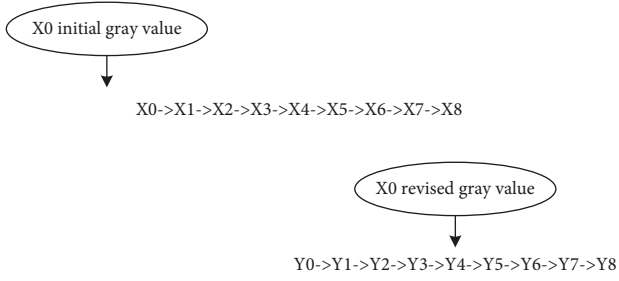 X0 initial gray value
X0->X1->X2->X3->X4->X5->X6->X7->X8
X0 revised gray value
Y0->Y1->Y2->Y3->Y4->Y5->Y6->Y7->Y8